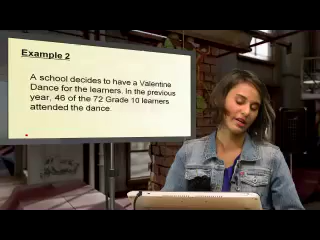 Example 2
A school decides to have a Valentine
Dance for the learners. In the previous
year, 46 of the 72 Grade 10 learners
attended the dance.